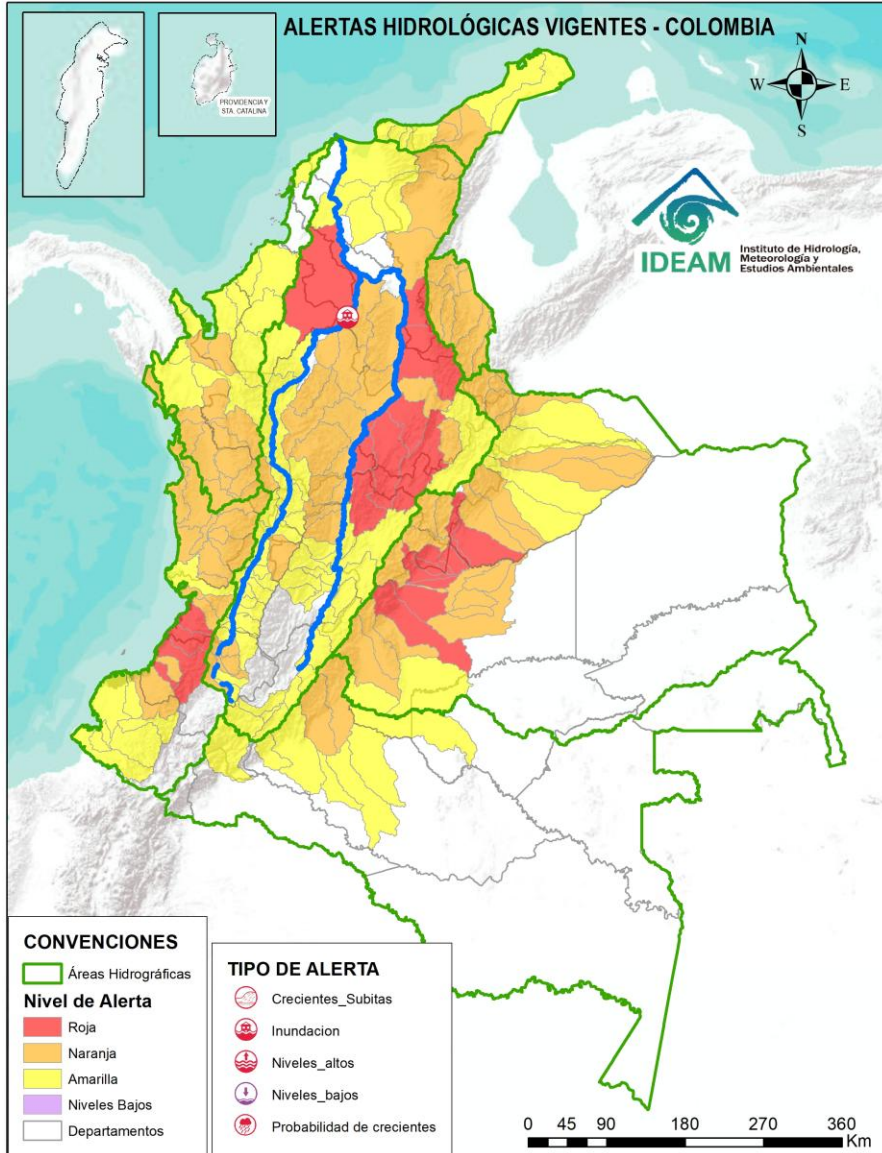 ALERTAS HIDROLÓGICAS VIGENTES - COLOMBIA
PROVIDENCIA Y
STA. CATALINA
N
W
E
S
IDEAM
Instituto de Hidrología,
Meteorología y
Estudios Ambientales
CONVENCIONES
Áreas Hidrográficas
Nivel de Alerta
Roja
Naranja
Amarilla
Niveles Bajos
Departamentos
TIPO DE ALERTA
Crecientes_Subitas
Inundacion
Niveles_altos
Niveles_bajos
Probabilidad de crecientes
0 45 90 180 270 360
Km